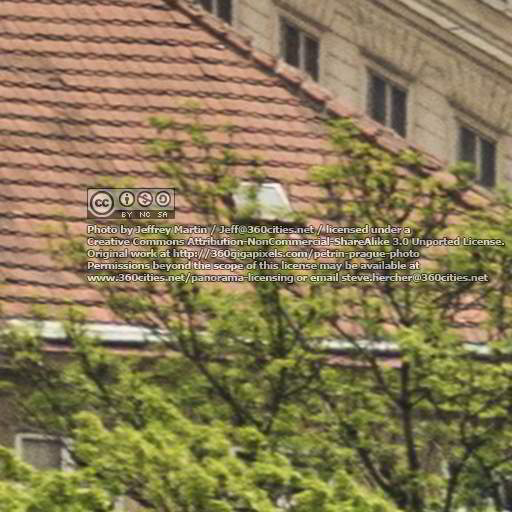 cc BY NC SA
Photo by Jeffrey Martin / Jeff@360cities.net / licensed under a
Creative Commons Attribution-NonCommercial-ShareAlike 3.0 Unported License.
Original work at http://360gigapixels.com/petrin-prague-photo
Permissions beyond the scope of this license may be available at
www.360cities.net/panorama-licensing or email steve.hercher@360cities.net